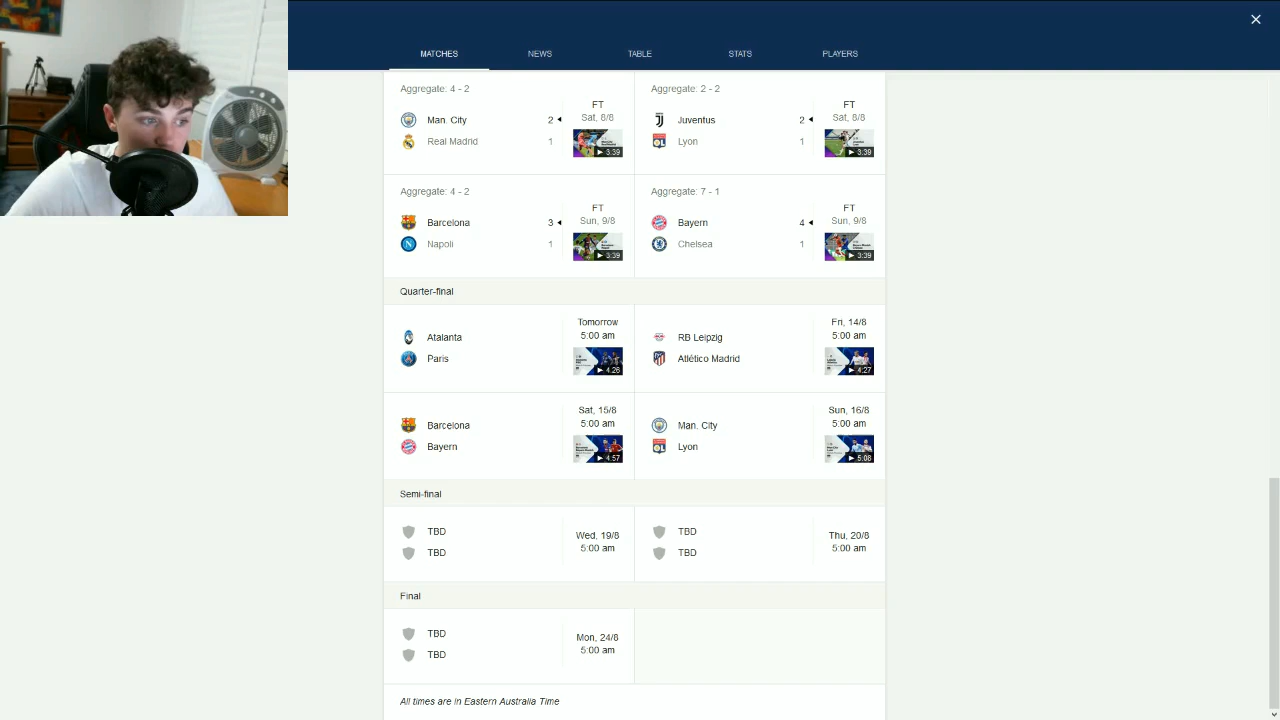 MATCHES NEWS TABLE STATS PLAYERS
Aggregate: 4 - 2
Man. City 2
Real Madrid 1
FT
Sat, 8/8
3:39
Aggregate: 2 - 2
Juventus 2
Lyon 1
FT
Sat, 8/8
3:39
Aggregate: 4 - 2
Barcelona 3
Napoli 1
FT
Sun, 9/8
3:39
Aggregate: 7 - 1
Bayern 4
Chelsea 1
FT
Sun, 9/8
3:39
Quarter-final
Atalanta
Paris
Tomorrow
5:00 am
4:26
RB Leipzig
Atlético Madrid
Fri, 14/8
5:00 am
4:27
Barcelona
Bayern
Sat, 15/8
5:00 am
4:57
Man. City
Lyon
Sun, 16/8
5:00 am
5:08
Semi-final
TBD
TBD
Wed, 19/8
5:00 am
TBD
TBD
Thu, 20/8
5:00 am
Final
TBD
TBD
Mon, 24/8
5:00 am
All times are in Eastern Australia Time